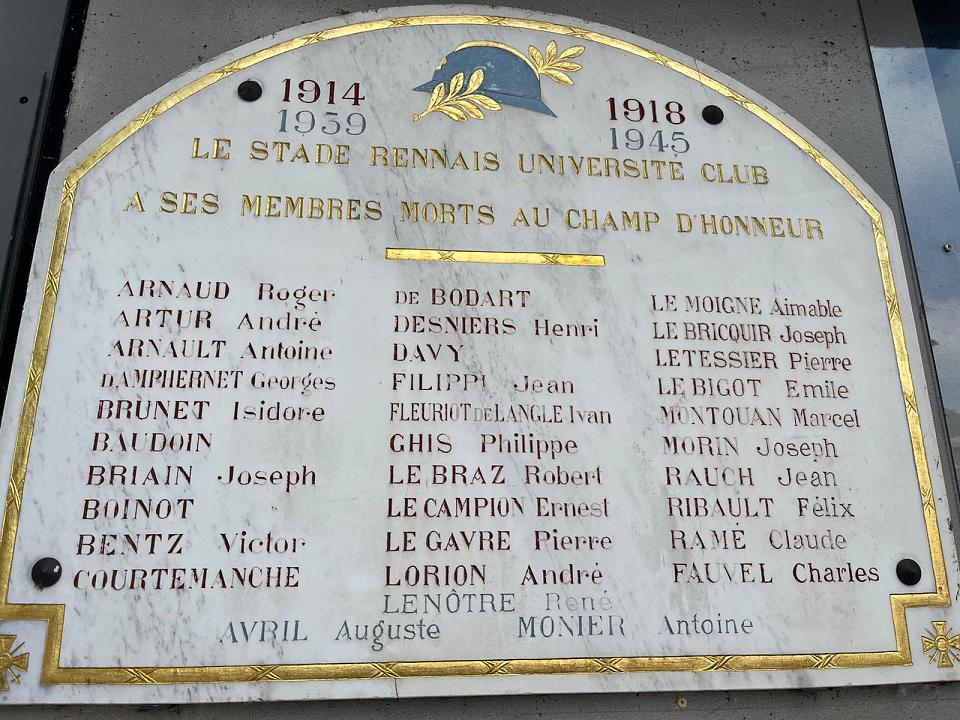 1914 1918
1939 1945
LE STADE RENNAIS UNIVERSITÉ CLUB
A SES MEMBRES MORTS AU CHAMP D'HONNEUR
ARNAUD Roger
ARTUR André
ARNAULT Antoine
D'AMPHERNET Georges
BRUNET Isidore
BAUDOIN
BRIAIN Joseph
BOINOT
BENTZ Victor
COURTEMANCHE
DE BODART
DESNIERS Henri
DAVY
FILIPPI Jean
FLEURIOT DE LANGLE Ivan
GHIS Philippe
LE BRAZ Robert
LE CAMPION Ernest
LE GAVRE Pierre
LORION André
LE MOIGNE Aimable
LE BRICQUIR Joseph
LETESSIER Pierre
LE BIGOT Emile
MONTOUAN Marcel
MORIN Joseph
RAUCH Jean
RIBAULT Félix
RAMÉ Claude
FAUVEL Charles
LENÔTRE René
AVRIL Auguste MONIER Antoine